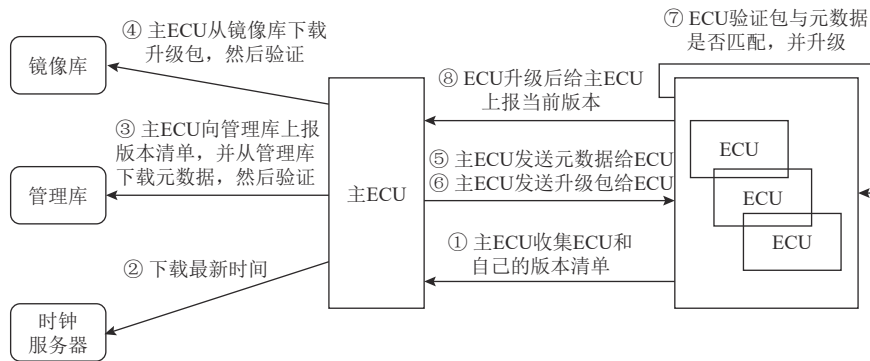 ④ 主ECU从镜像库下载
升级包，然后验证
镜像库
③ 主ECU向管理库上报
版本清单，并从管理库
下载元数据，然后验证
管理库
② 下载最新时间
时钟
服务器
主ECU
⑦ ECU验证包与元数据
是否匹配，并升级
⑧ ECU升级后给主ECU
上报当前版本
⑤ 主ECU发送元数据给ECU
⑥ 主ECU发送升级包给ECU
① 主ECU收集ECU和
自己的版本清单
ECU
ECU
ECU